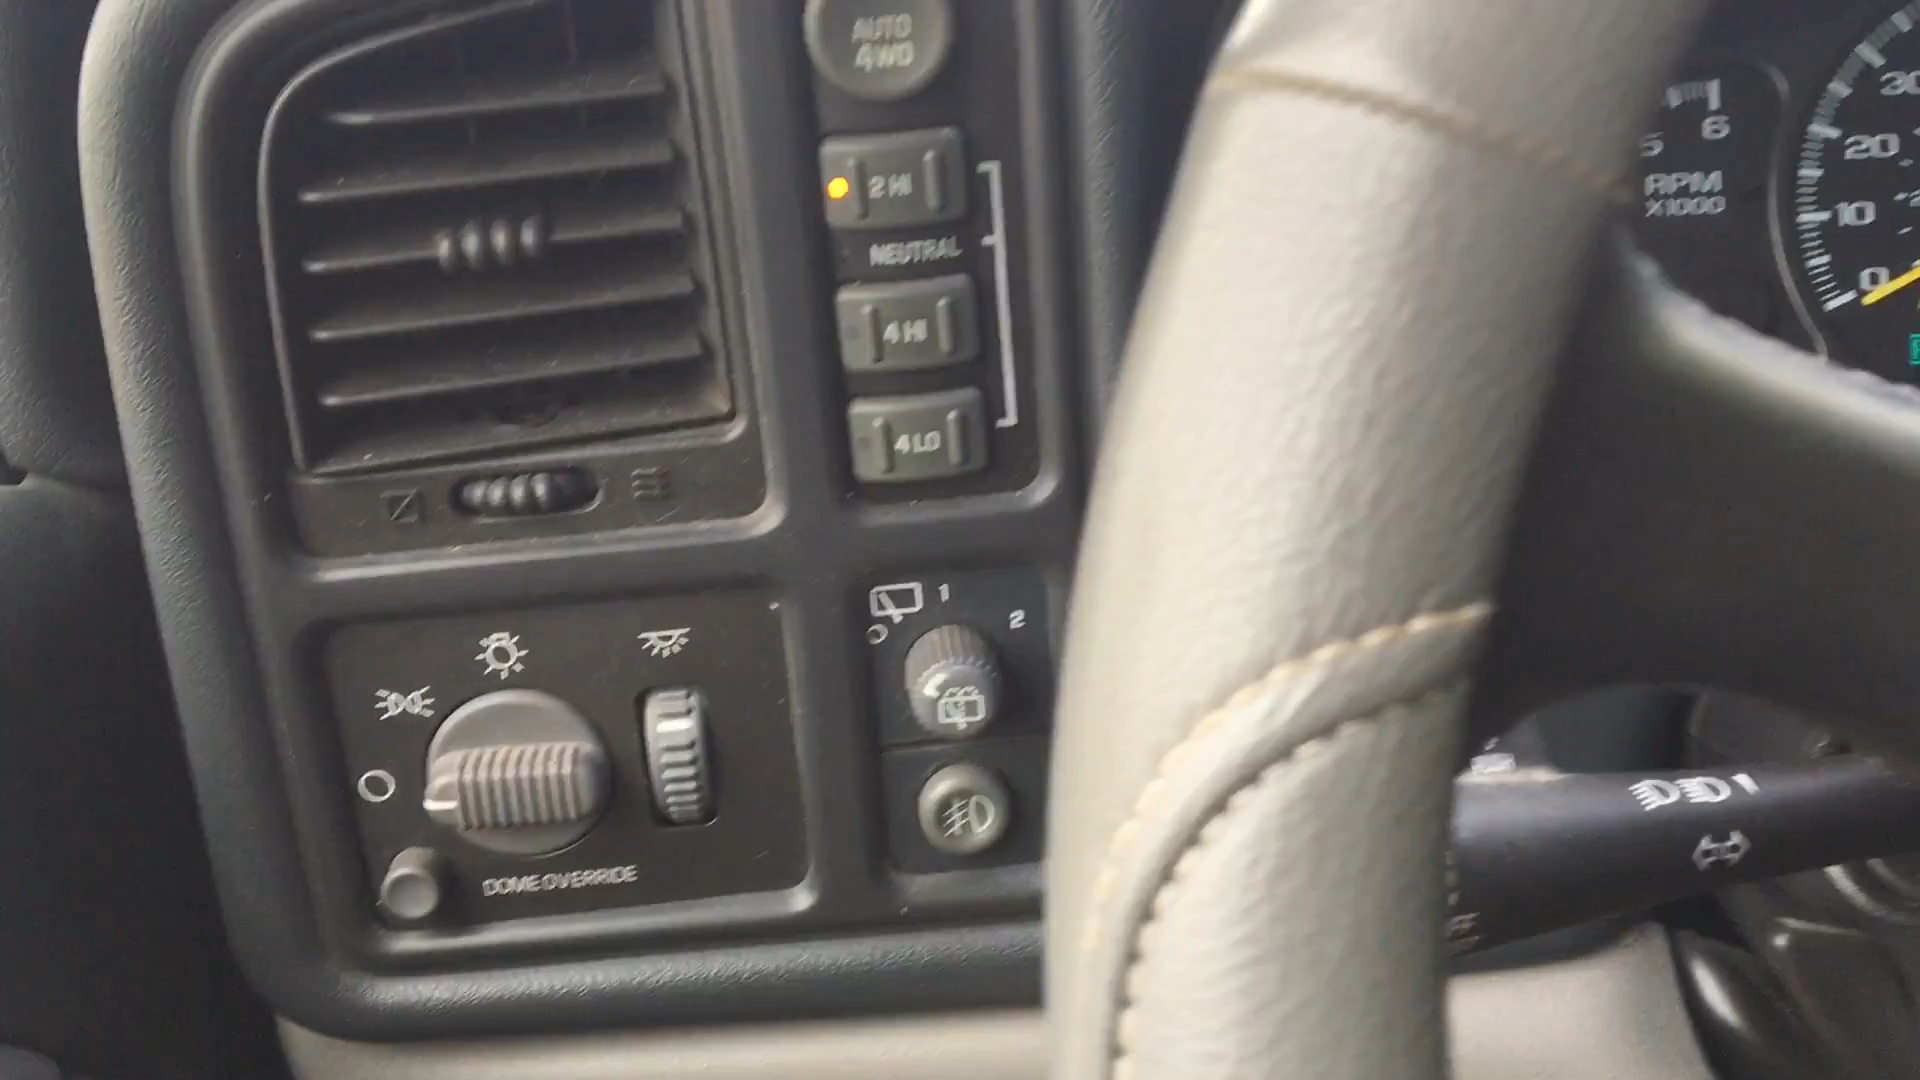 AUTO
4WD
2 HI
NEUTRAL
4 HI
4 LO
1
2
DOME OVERRIDE
5 6
RPM
X1000
30
20
10
0
1